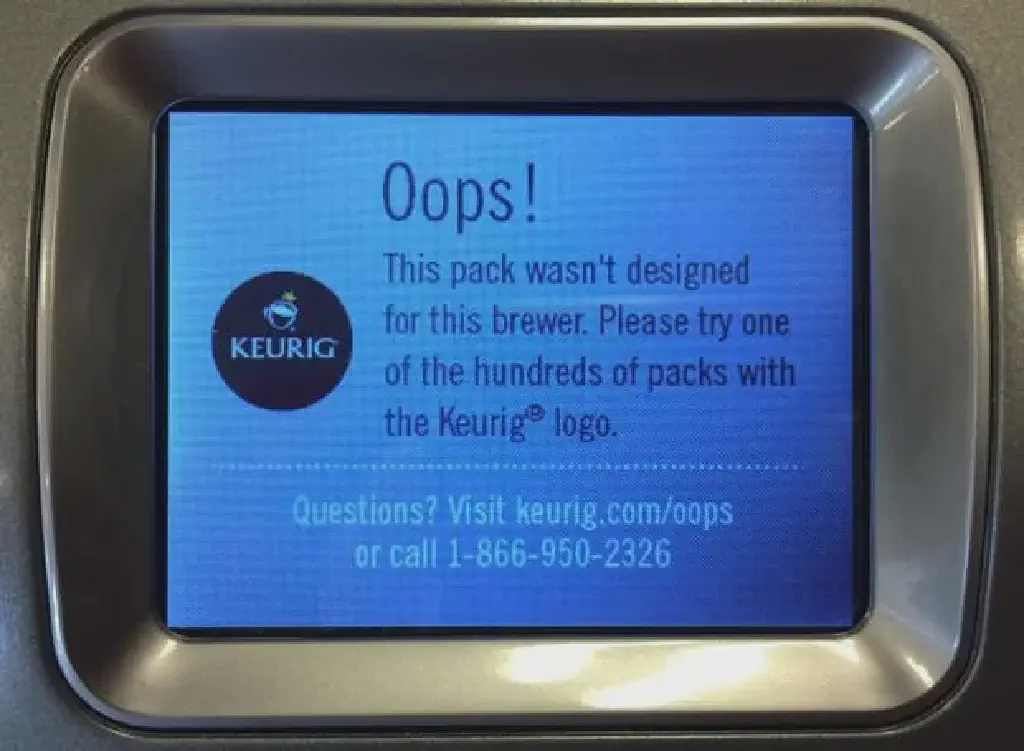 Oops!
This pack wasn't designed
for this brewer. Please try one
of the hundreds of packs with
the Keurig® logo.
KEURIG
Questions? Visit keurig.com/oops
or call 1-866-950-2326